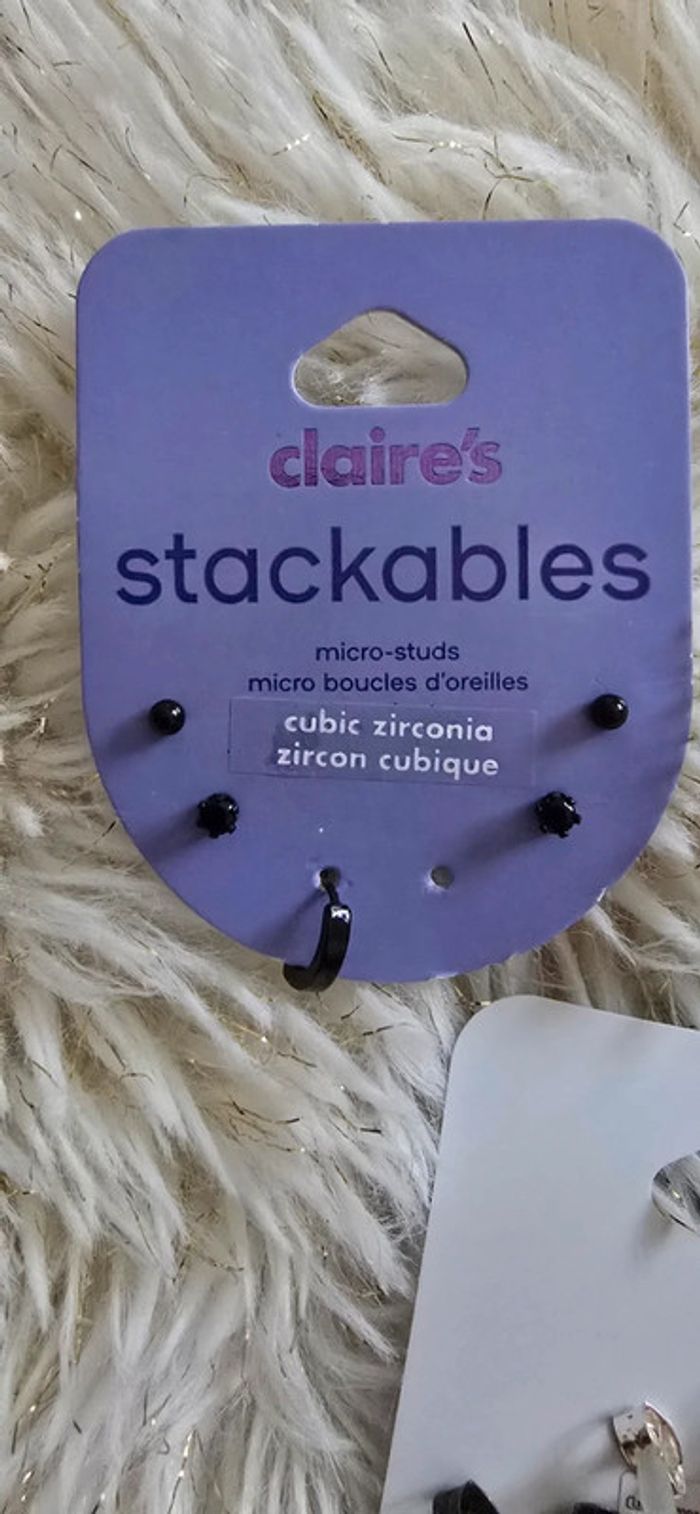 claire's
stackables
micro-studs
micro boucles d'oreilles
cubic zirconia
zircon cubique